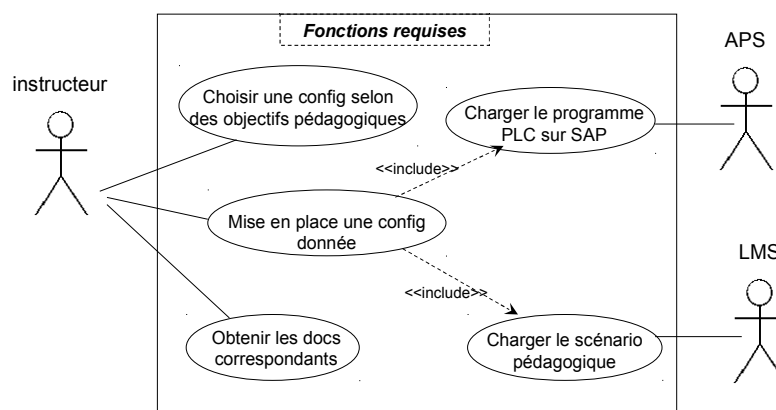 Fonctions requises
APS
instructeur
Choisir une config selon
des objectifs pédagogiques
Charger le programme
PLC sur SAP
<<include>>
Mise en place une config
donnée
LMS
<<include>>
Obtenir les docs
correspondants
Charger le scénario
pédagogique